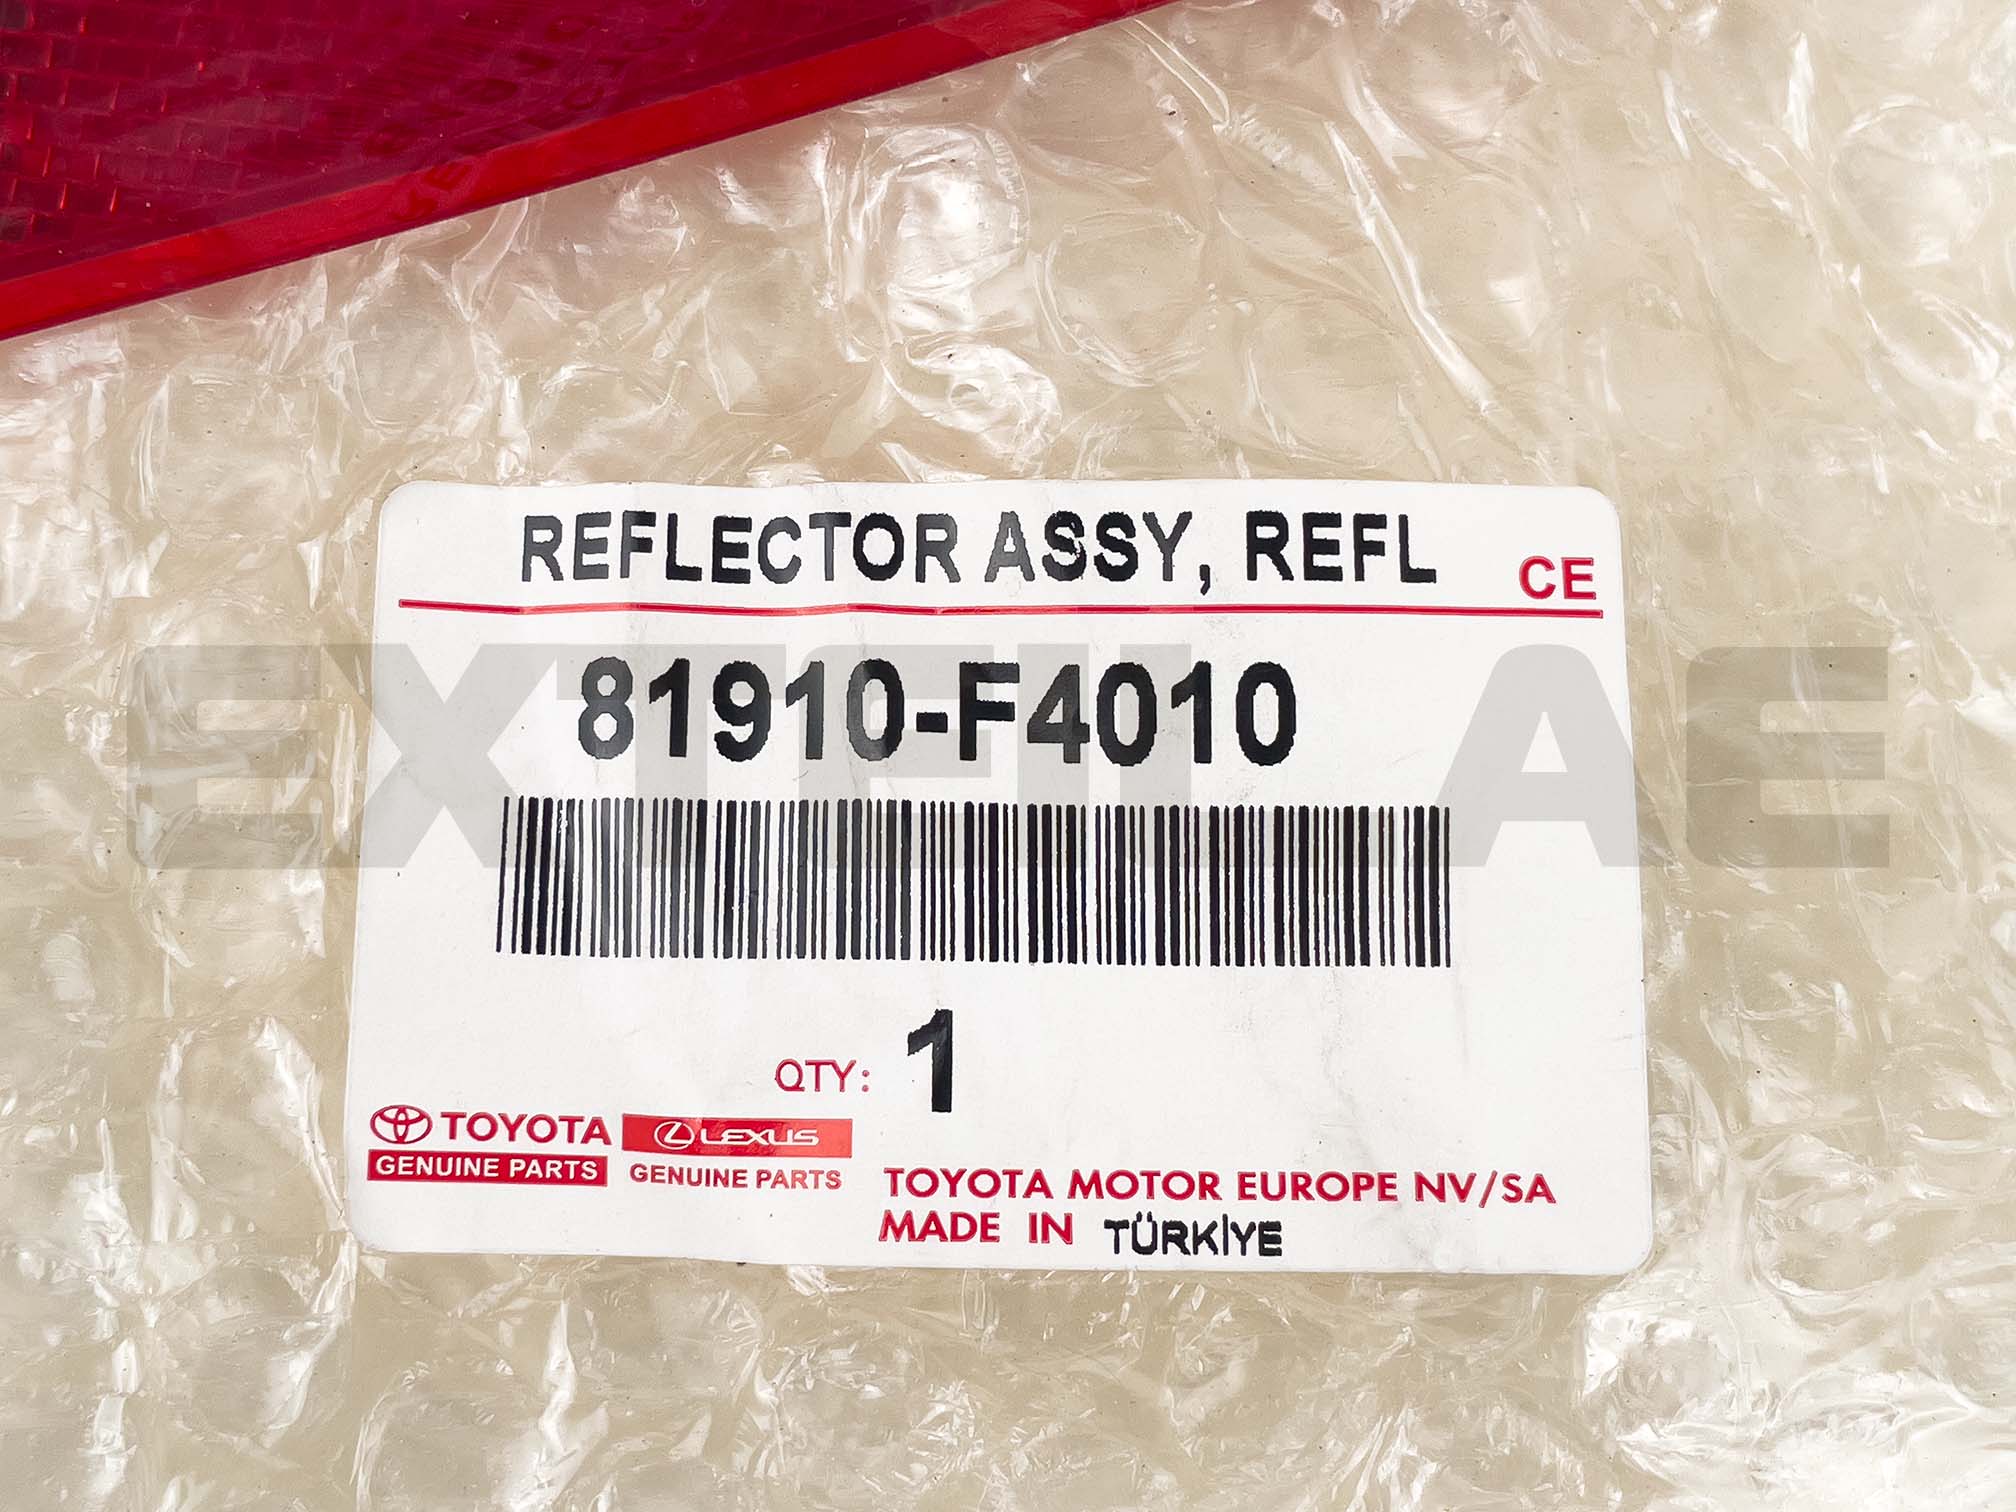 REFLECTOR ASSY, REFL
CE
81910-F4010
QTY: 1
TOYOTA
GENUINE PARTS
LEXUS
GENUINE PARTS
TOYOTA MOTOR EUROPE NV/SA
MADE IN TÜRKİYE